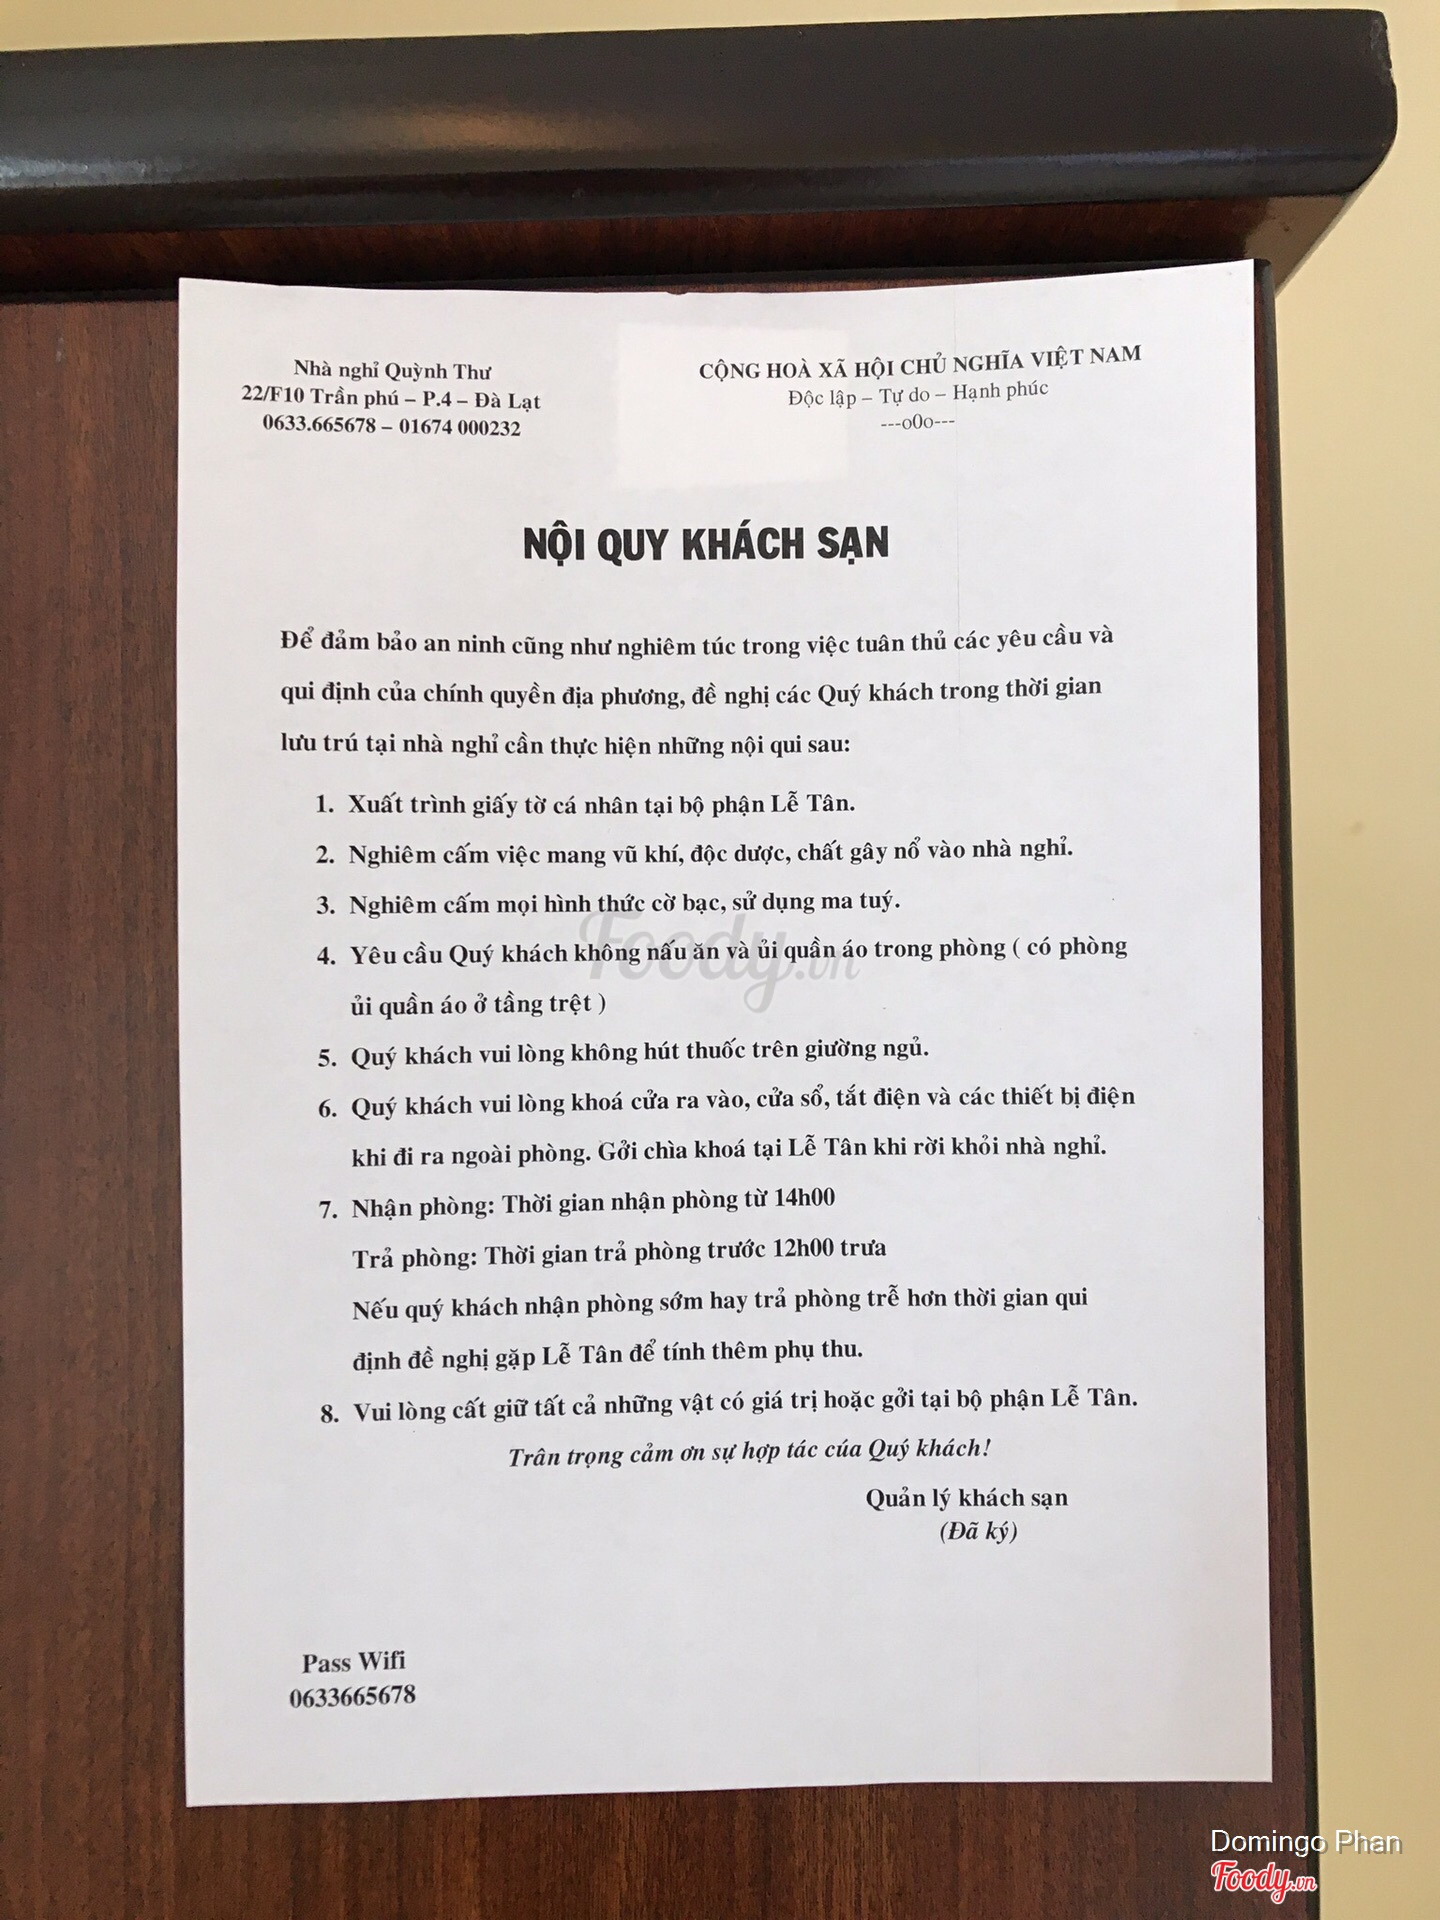 Nhà nghỉ Quỳnh Thư
22/F10 Trần phú – P.4 – Đà Lạt
0633.665678 – 01674 000232
CỘNG HOÀ XÃ HỘI CHỦ NGHĨA VIỆT NAM
Độc lập – Tự do – Hạnh phúc
---o0o---
NỘI QUY KHÁCH SẠN
Để đảm bảo an ninh cũng như nghiêm túc trong việc tuân thủ các yêu cầu và
qui định của chính quyền địa phương, đề nghị các Quý khách trong thời gian
lưu trú tại nhà nghỉ cần thực hiện những nội qui sau:
1. Xuất trình giấy tờ cá nhân tại bộ phận Lễ Tân.
2. Nghiêm cấm việc mang vũ khí, độc dược, chất gây nổ vào nhà nghỉ.
3. Nghiêm cấm mọi hình thức cờ bạc, sử dụng ma tuý.
4. Yêu cầu Quý khách không nấu ăn và ủi quần áo trong phòng ( có phòng
ủi quần áo ở tầng trệt )
5. Quý khách vui lòng không hút thuốc trên giường ngủ.
6. Quý khách vui lòng khoá cửa ra vào, cửa sổ, tắt điện và các thiết bị điện
khi đi ra ngoài phòng. Gởi chìa khoá tại Lễ Tân khi rời khỏi nhà nghỉ.
7. Nhận phòng: Thời gian nhận phòng từ 14h00
Trả phòng: Thời gian trả phòng trước 12h00 trưa
Nếu quý khách nhận phòng sớm hay trả phòng trễ hơn thời gian qui
định đề nghị gặp Lễ Tân để tính thêm phụ thu.
8. Vui lòng cất giữ tất cả những vật có giá trị hoặc gởi tại bộ phận Lễ Tân.
Trân trọng cảm ơn sự hợp tác cúa Quý khách!
Quản lý khách sạn
(Đã ký)
Pass Wifi
0633665678
Foody.vn
Domingo Phan
Foody.vn